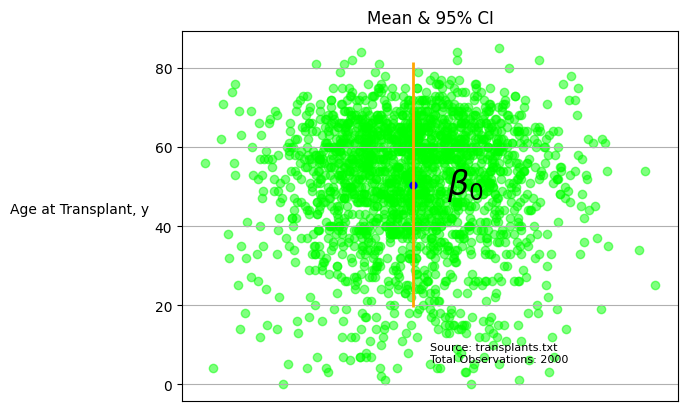 Mean & 95% CI
80
60
Age at Transplant, y
40
20
0
β₀
Source: transplants.txt
Total Observations: 2000